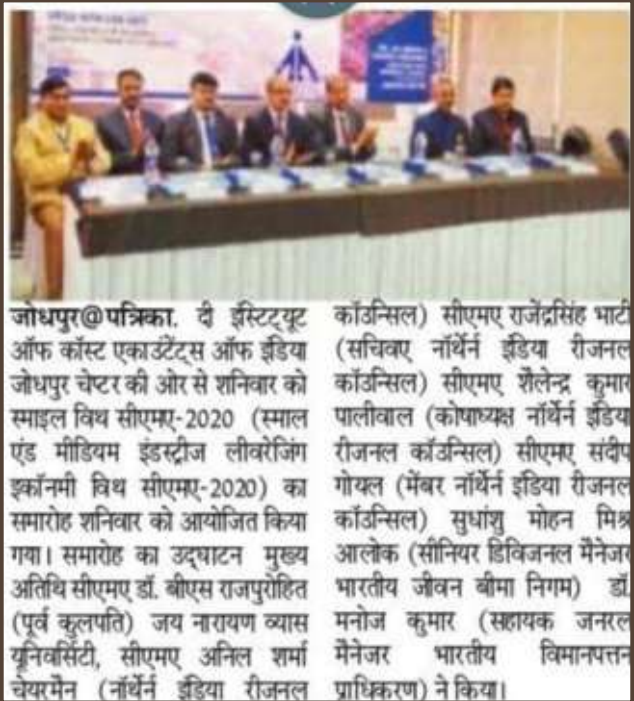 जोधपुर@पत्रिका. दी इंस्टिट्यूट
ऑफ कॉस्ट एकाउंटेंट्स ऑफ इंडिया
जोधपुर चेप्टर की ओर से शनिवार को
स्माइल विथ सीएमए-2020 (स्माल
एंड मीडियम इंडस्ट्रीज लीवरेजिंग
इकॉनमी विथ सीएमए-2020) का
समारोह शनिवार को आयोजित किया
गया। समारोह का उद्घाटन मुख्य
अतिथि सीएमए डॉ. बीएस राजपुरोहित
(पूर्व कुलपति) जय नारायण व्यास
यूनिवर्सिटी, सीएमए अनिल शर्मा
चेयरमैन (नॉर्थेर्न इंडिया रीजनल
कॉउन्सिल) सीएमए राजेंद्रसिंह भाटी
(सचिवए नॉर्थेर्न इंडिया रीजनल
कॉउन्सिल) सीएमए शैलेन्द्र कुमार
पालीवाल (कोषाध्यक्ष नॉर्थेर्न इंडिया
रीजनल कॉउन्सिल) सीएमए संदीप
गोयल (मेंबर नॉर्थेर्न इंडिया रीजनल
कॉउन्सिल) सुधांशु मोहन मिश्र
आलोक (सीनियर डिविजनल मैनेजर
भारतीय जीवन बीमा निगम) डॉ.
मनोज कुमार (सहायक जनरल
मैनेजर भारतीय विमानपत्तन
प्राधिकरण) ने किया।